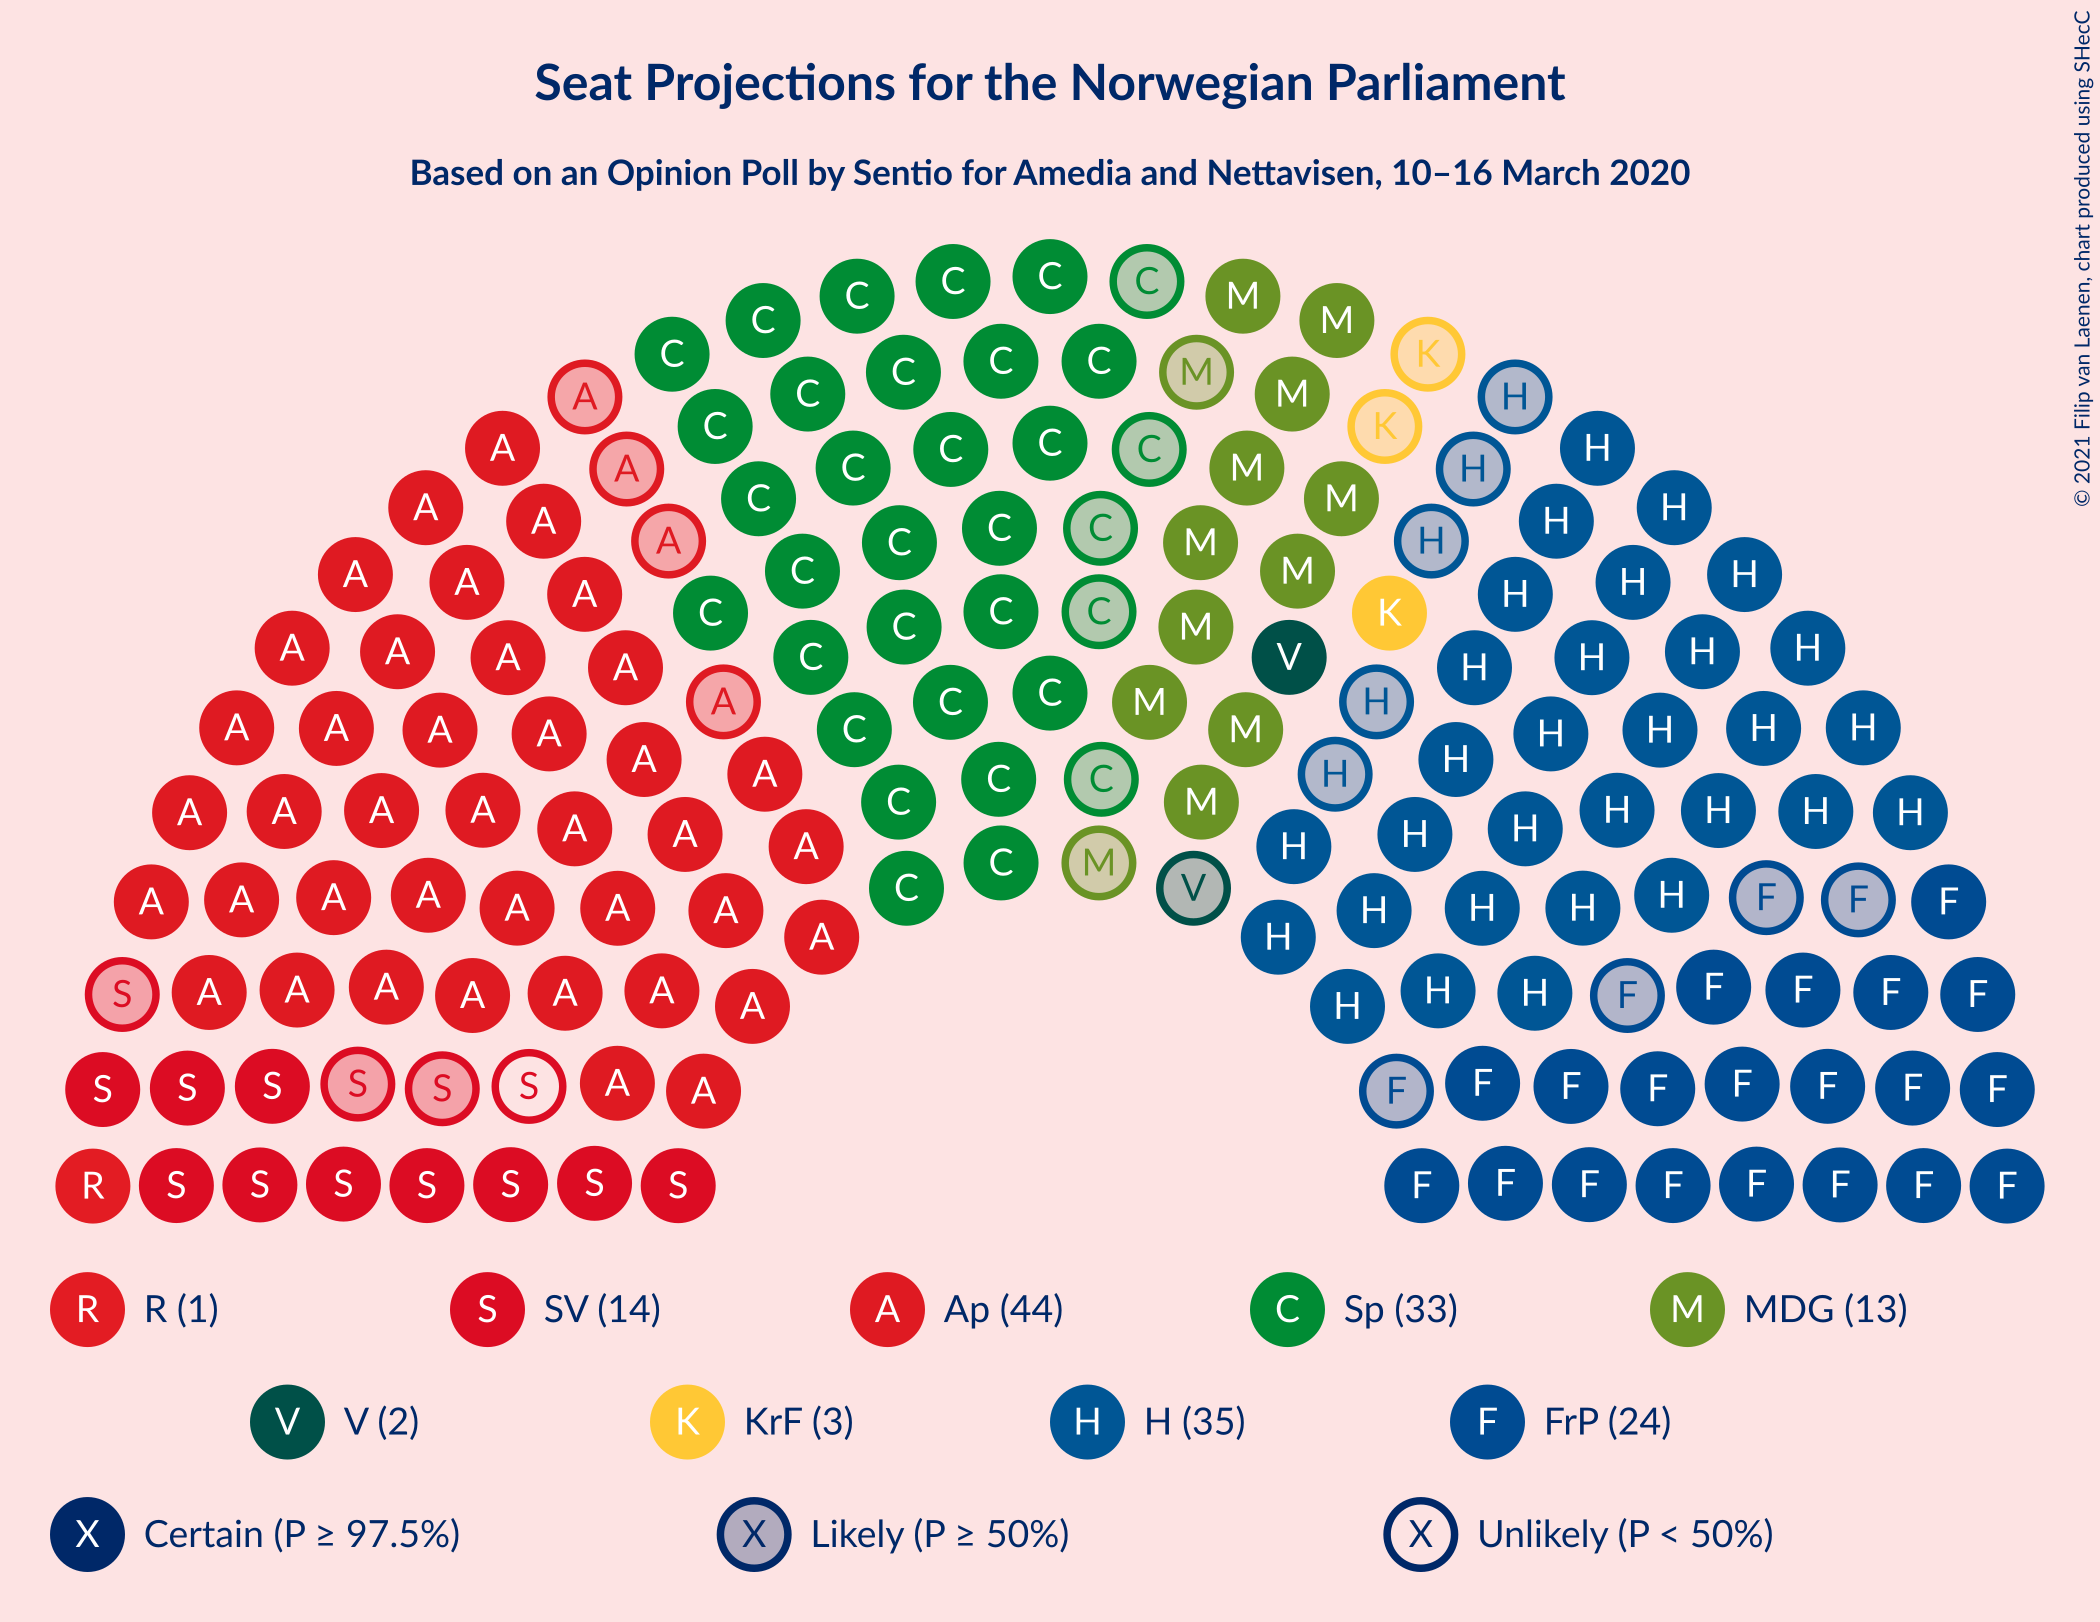 Seat Projections for the Norwegian Parliament
Based on an Opinion Poll by Sentio for Amedia and Nettavisen, 10–16 March 2020
© 2021 Filip van Laenen, chart produced using SHecC
C C C C M M
C C K
A C C C C M M H
A C C K H
A A C C C C M M H H
A A A C C C M M H H H
A A A C C C C M V K H H H
A A A A A C C M H H H H H
A A A A A A C M M H H H H H H
A A A A A A A C C C M H H H H H H H
A A A A A A A A C C M V H H H H H F F F
S A A A A A A A A H H H H F F F F F
S S S S S S A A F F F F F F F F
R S S S S S S S F F F F F F F F
R R (1) S SV (14) A Ap (44) C Sp (33) M MDG (13)
V V (2) K KrF (3) H H (35) F FrP (24)
X Certain (P ≥ 97.5%) X Likely (P ≥ 50%) X Unlikely (P < 50%)